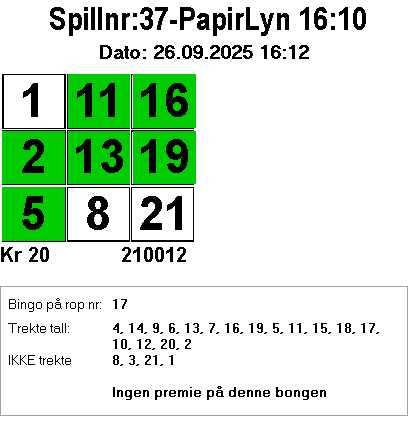 Spillnr:37-PapirLyn 16:10
Dato: 26.09.2025 16:12
1 11 16
2 13 19
5 8 21
Kr 20 210012
Bingo på rop nr: 17
Trekte tall: 4, 14, 9, 6, 13, 7, 16, 19, 5, 11, 15, 18, 17,
10, 12, 20, 2
IKKE trekte 8, 3, 21, 1
Ingen premie på denne bongen